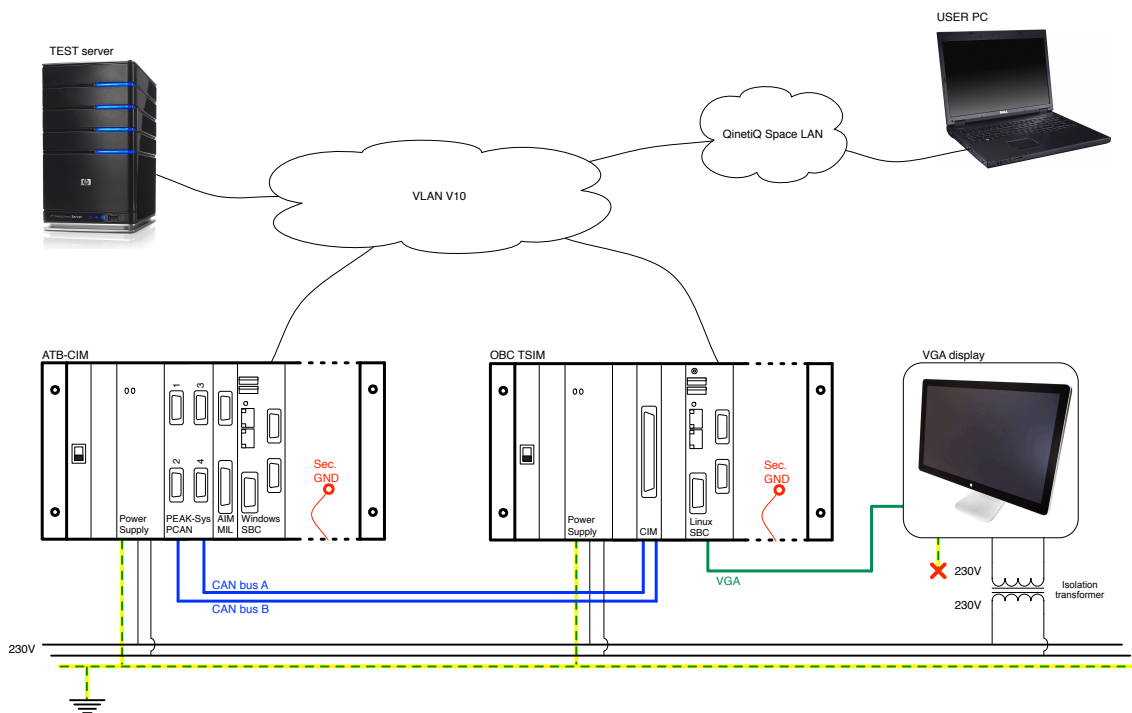 USER PC
TEST server
QinetiQ Space LAN
VLAN V10
ATB-CIM
OBC TSIM
VGA display
1
3
2
4
Sec.
GND
Sec.
GND
Power
Supply
PEAK-Sys
PCAN
AIM
MIL
Windows
SBC
Power
Supply
CIM
Linux
SBC
CAN bus A
CAN bus B
VGA
230V
230V
Isolation
transformer
230V